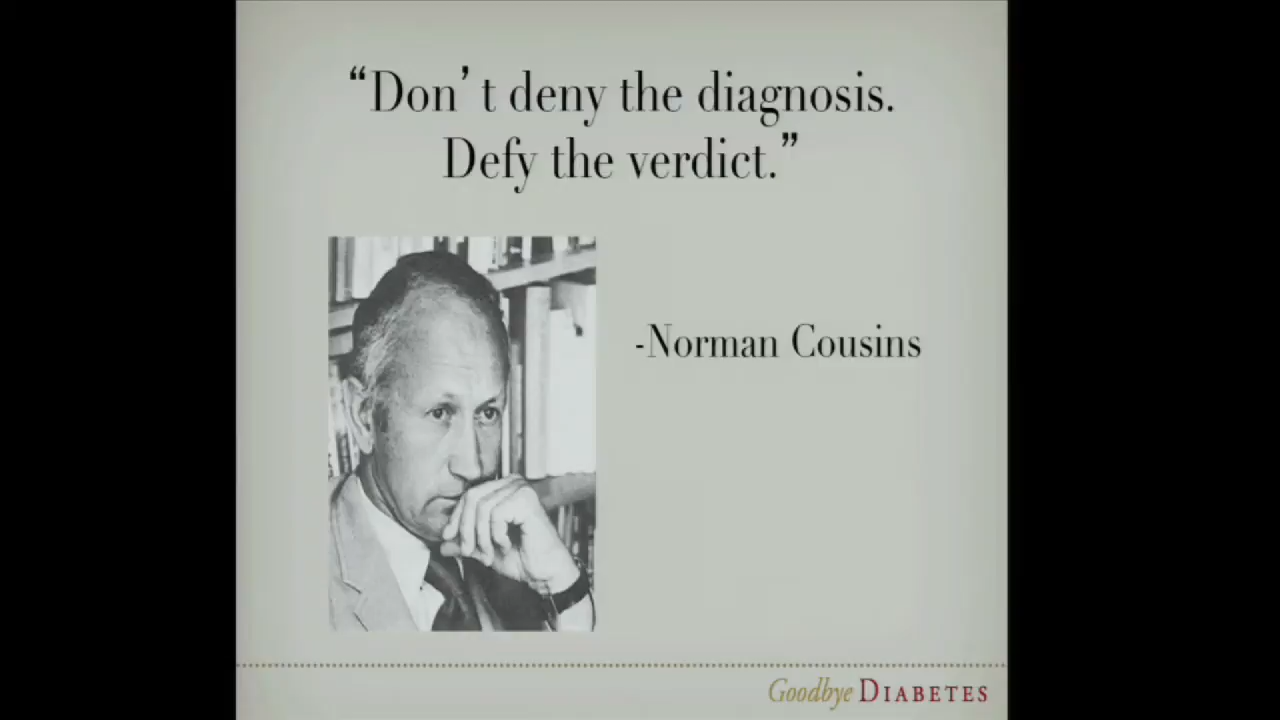 “Don’t deny the diagnosis.
Defy the verdict.”
-Norman Cousins
Goodbye DIABETES